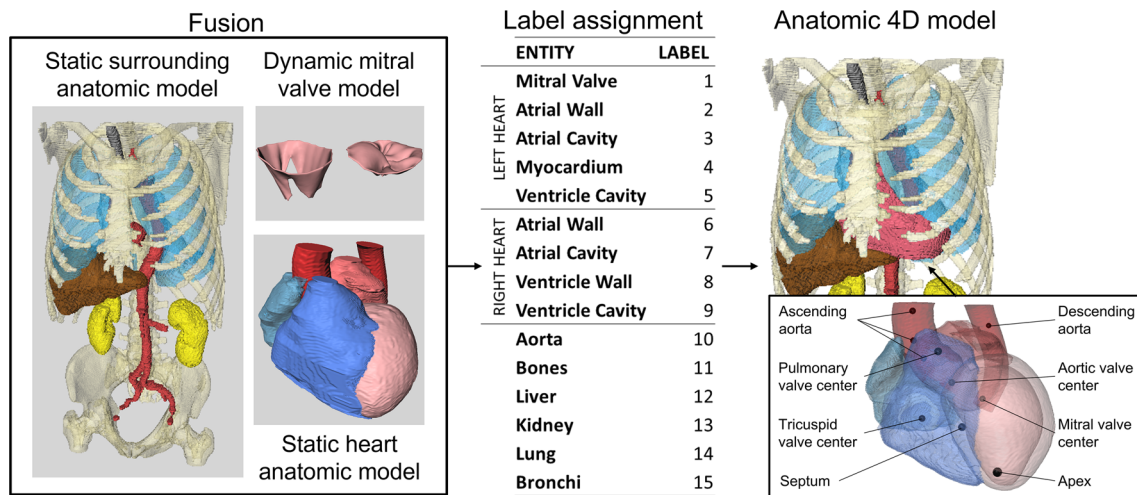 Fusion
Static surrounding
anatomic model
Dynamic mitral
valve model
Static heart
anatomic model
Label assignment
ENTITY LABEL
LEFT HEART
Mitral Valve 1
Atrial Wall 2
Atrial Cavity 3
Myocardium 4
Ventricle Cavity 5
RIGHT HEART
Atrial Wall 6
Atrial Cavity 7
Ventricle Wall 8
Ventricle Cavity 9
Aorta 10
Bones 11
Liver 12
Kidney 13
Lung 14
Bronchi 15
Anatomic 4D model
Ascending
aorta
Pulmonary
valve center
Tricuspid
valve center
Septum
Descending
aorta
Aortic valve
center
Mitral valve
center
Apex